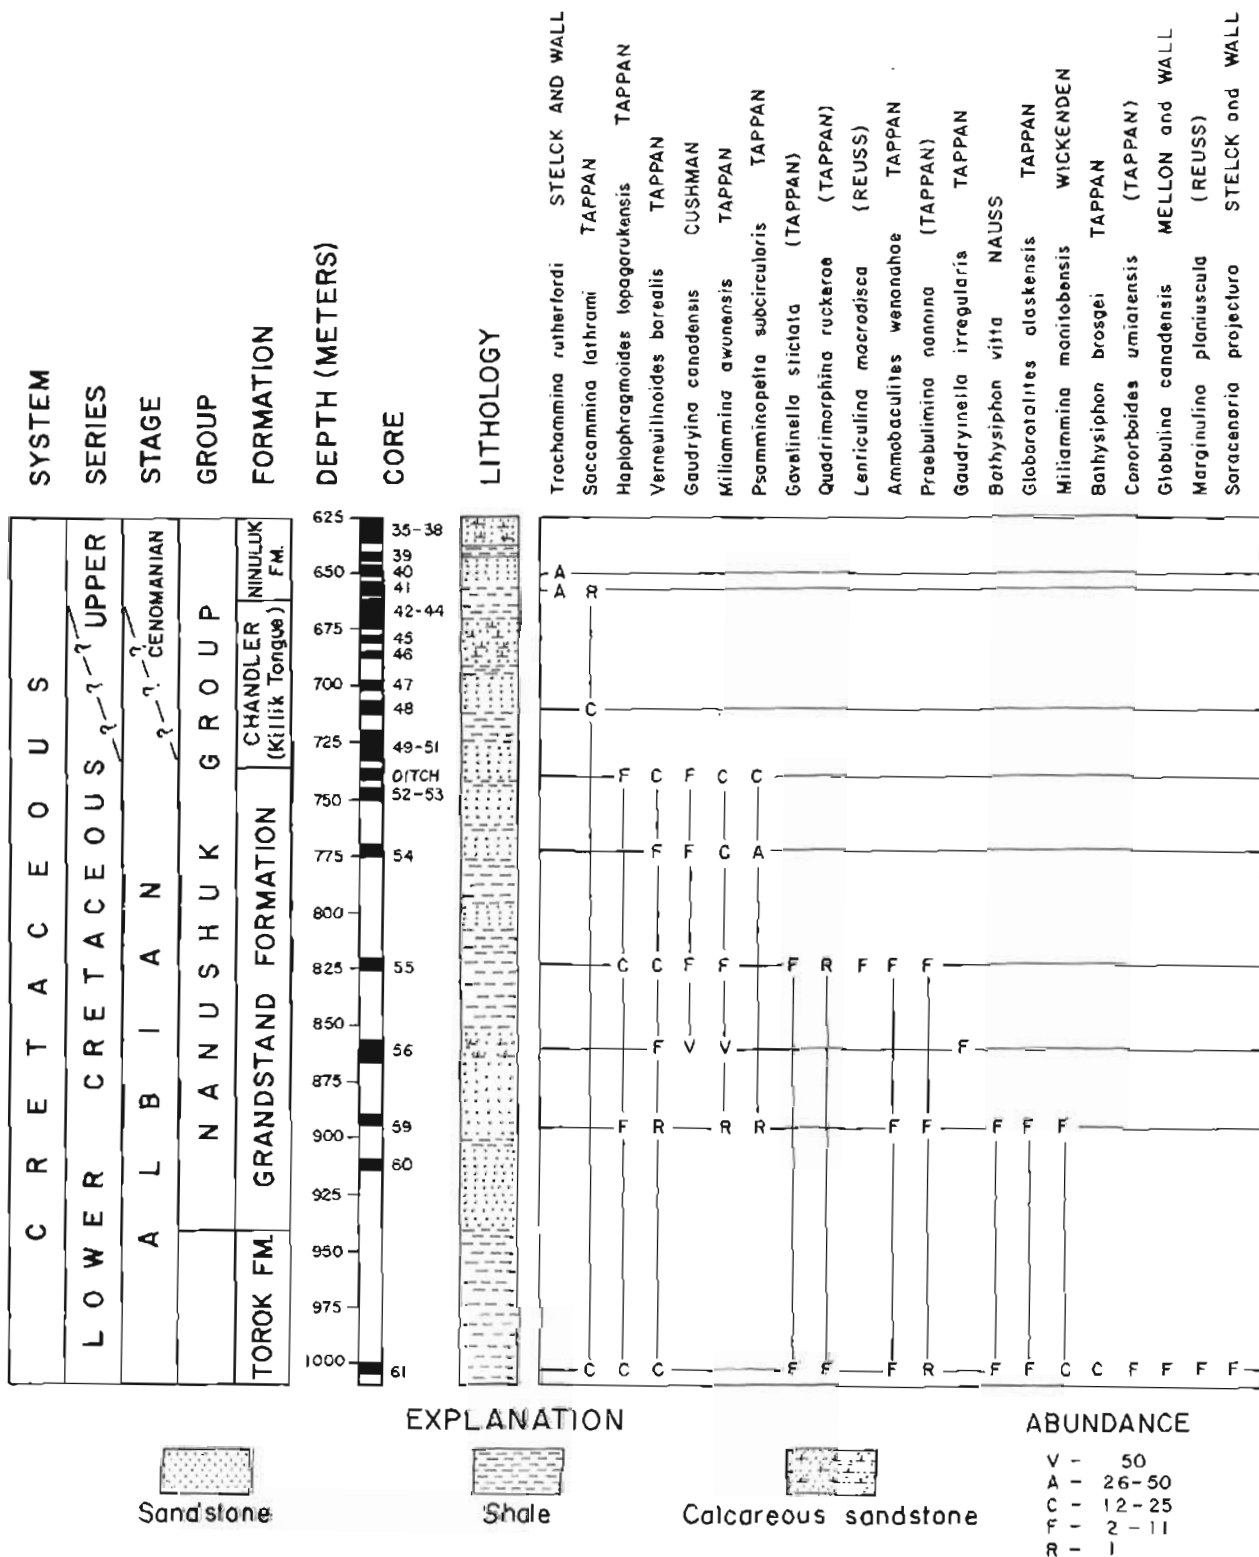 SYSTEM
SERIES
STAGE
GROUP
FORMATION
DEPTH (METERS)
CORE
LITHOLOGY
Trochammina rutherfordi STELCK AND WALL
Saccammina lathrami TAPPAN
Haplophragmoides topagorukensis TAPPAN
Verneuilinoides borealis TAPPAN
Gaudryina canadensis CUSHMAN
Miliammina awunensis TAPPAN
Psamminopelta subcircularis TAPPAN
Gavelinella stictata (TAPPAN)
Quadrimorphina ruckerae (TAPPAN)
Lenticulina macrodisca (REUSS)
Ammobaculites wenonahae TAPPAN
Praebulimina nannina (TAPPAN)
Gaudryinella irregularis TAPPAN
Bathysiphon vitta NAUSS
Globorotalites alaskensis TAPPAN
Miliammina manitobensis WICKENDEN
Bathysiphon brosgei TAPPAN
Conorboides umiatensis (TAPPAN)
Globulina canadensis MELLON and WALL
Marginulina planiuscula (REUSS)
Saracenaria projectura STELCK and WALL
CRETACEOUS
LOWER CRETACEOUS ? ? ? UPPER
ALBIAN ? ? ? CENOMANIAN
NANUSHUK GROUP
NINULUK FM.
CHANDLER (Killik Tongue)
GRANDSTAND FORMATION
TOROK FM.
625
650
675
700
725
750
775
800
825
850
875
900
925
950
975
1000
35-38
39
40
41
42-44
45
46
47
48
49-51
DITCH
52-53
54
55
56
59
60
61
A
A R
C
F C F C C
F F C A
C C F F F R F F F
F V V F
F R R R F F F F F
C C C F F F R F F C C F F F F
EXPLANATION
Sandstone
Shale
Calcareous sandstone
ABUNDANCE
V - 50
A - 26-50
C - 12-25
F - 2-11
R - 1